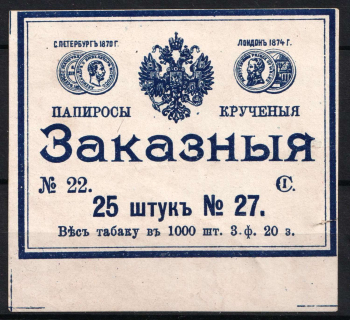 С.ПЕТЕРБУРГЪ 1870 Г. ЛОНДОНЪ 1874 Г.
ПАПИРОСЫ КРУЧЕНЫЯ
Заказныя
№ 22. СГ.
25 штукъ № 27.
Вѣсъ табаку въ 1000 шт. 3.ф. 20 з.